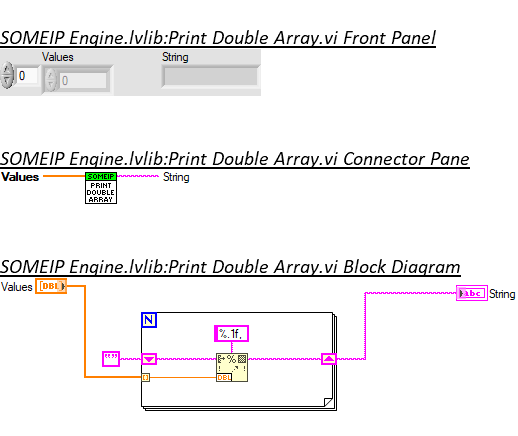 SOMEIP Engine.lvlib:Print Double Array.vi Front Panel
Values
String
0
0
SOMEIP Engine.lvlib:Print Double Array.vi Connector Pane
Values
SOMEIP
PRINT
DOUBLE
ARRAY
String
SOMEIP Engine.lvlib:Print Double Array.vi Block Diagram
Values
DBL
abc
String
N
%.1f,
""
%
DBL